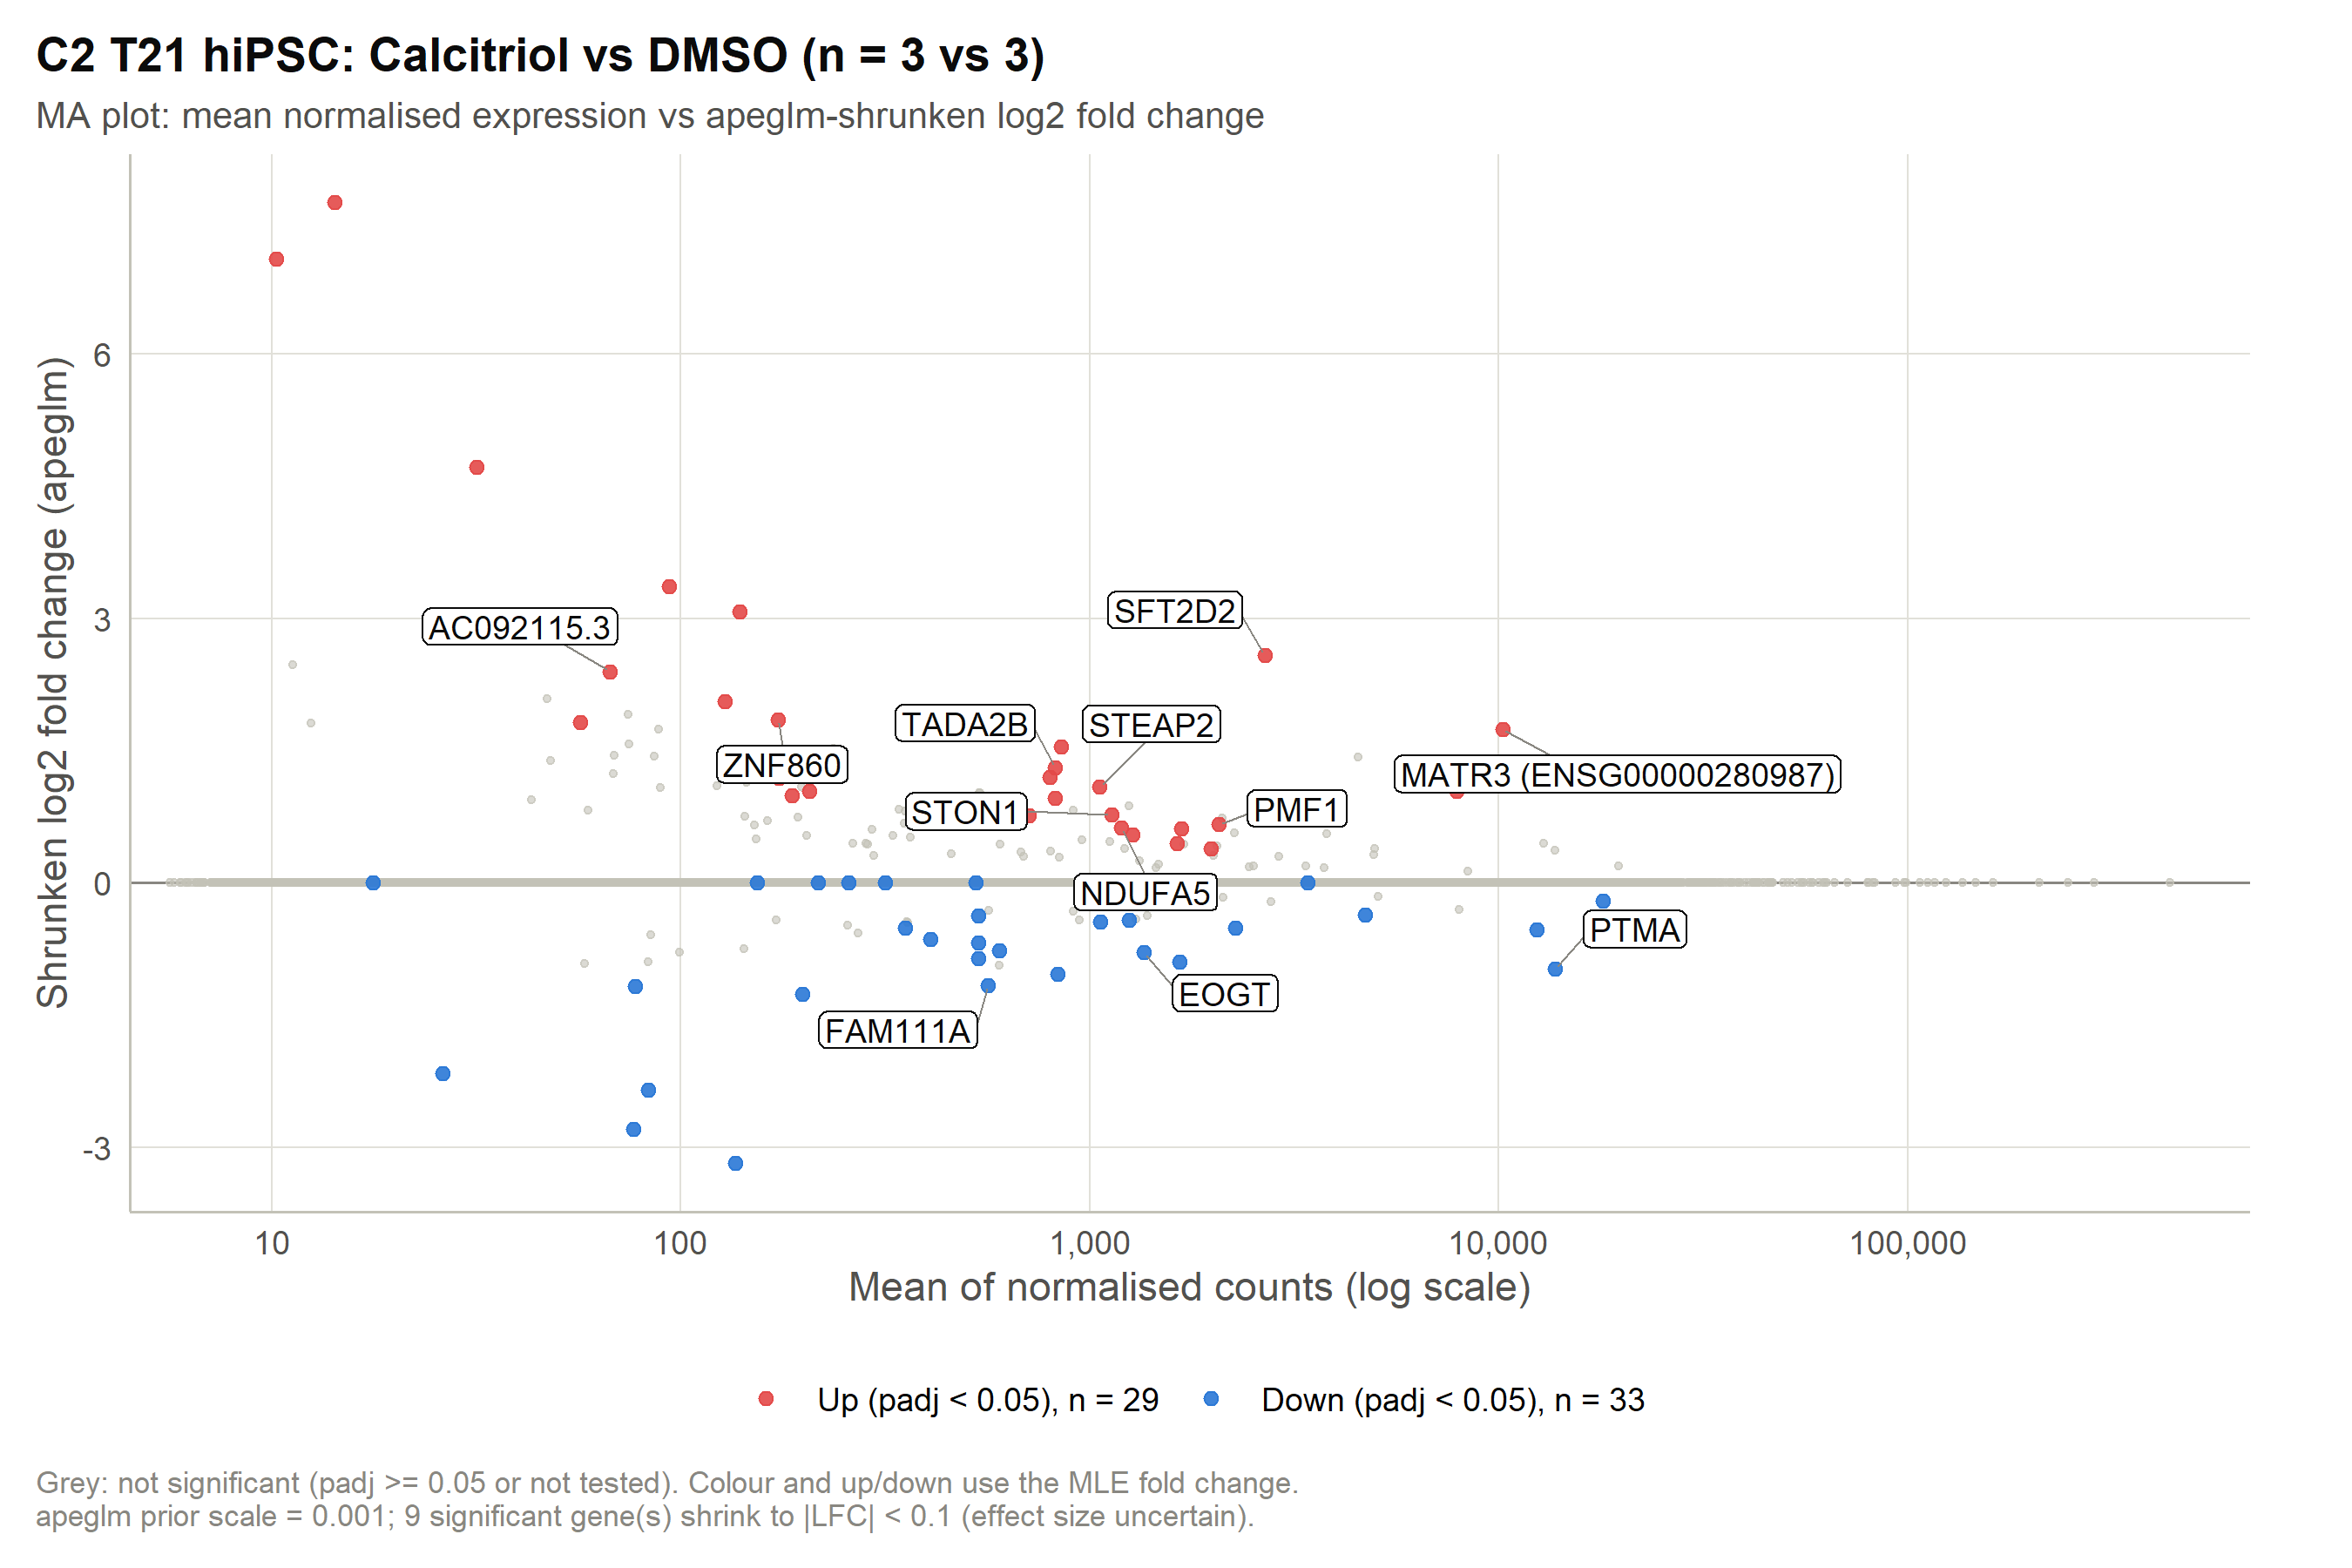 C2 T21 hiPSC: Calcitriol vs DMSO (n = 3 vs 3)
MA plot: mean normalised expression vs apeglm-shrunken log2 fold change
Shrunken log2 fold change (apeglm)
6
3
0
-3
AC092115.3
SFT2D2
TADA2B
STEAP2
ZNF860
MATR3 (ENSG00000280987)
STON1
PMF1
NDUFA5
PTMA
EOGT
FAM111A
10
100
1,000
10,000
100,000
Mean of normalised counts (log scale)
Up (padj < 0.05), n = 29
Down (padj < 0.05), n = 33
Grey: not significant (padj >= 0.05 or not tested). Colour and up/down use the MLE fold change.
apeglm prior scale = 0.001; 9 significant gene(s) shrink to |LFC| < 0.1 (effect size uncertain).